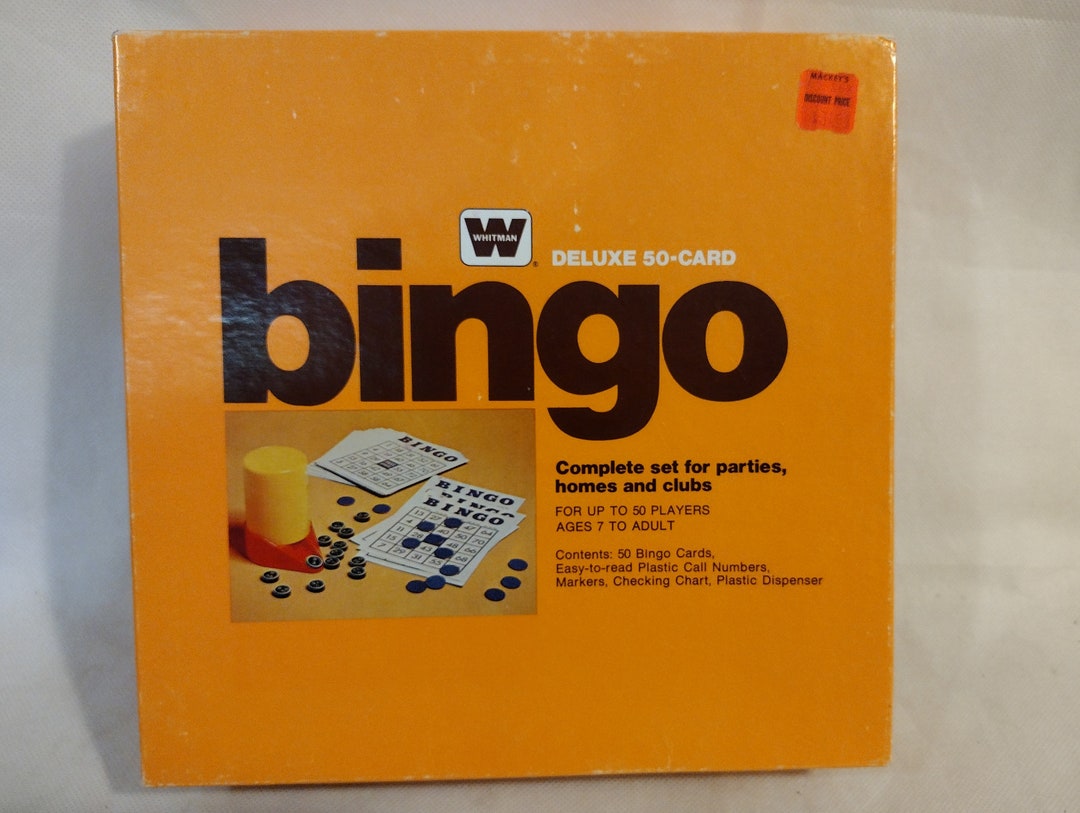 MACKEY'S
DISCOUNT PRICE
W
WHITMAN
®
DELUXE 50-CARD
bingo
BINGO
BINGO
BINGO
BINGO
Complete set for parties,
homes and clubs
FOR UP TO 50 PLAYERS
AGES 7 TO ADULT
Contents: 50 Bingo Cards,
Easy-to-read Plastic Call Numbers,
Markers, Checking Chart, Plastic Dispenser